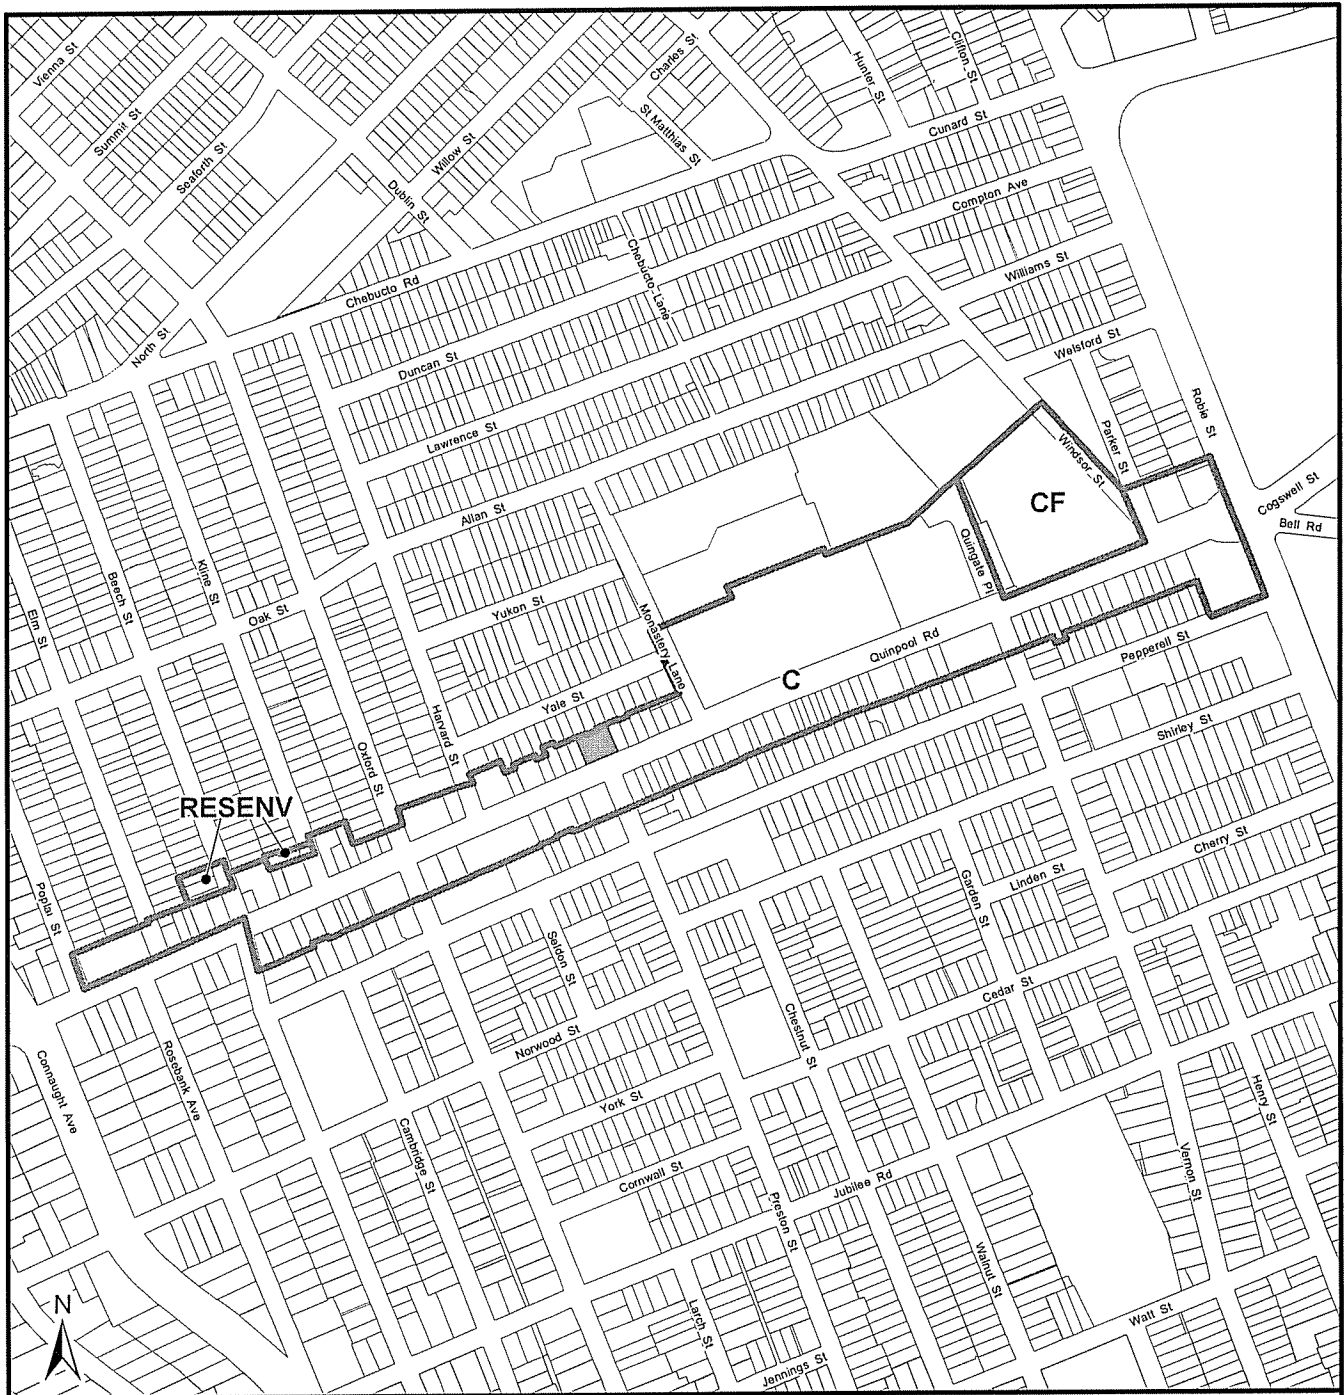 Vienna St
Summit St
Seaforth St
Charles St
St Matthias St
Willow St
Dublin St
Hunter St
Clifton St
Cunard St
Compton Ave
Williams St
Welsford St
Chebucto Lane
Chebucto Rd
North St
Duncan St
Lawrence St
Allan St
Parker St
Robie St
Windsor St
CF
Cogswell St
Bell Rd
Quingate Pl
Elm St
Beech St
Kline St
Oak St
Yukon St
Monastery Lane
Quinpool Rd
C
Pepperell St
Shirley St
Yale St
Harvard St
Oxford St
RESENV
Cherry St
Linden St
Garden St
Poplar St
Seldon St
Cedar St
Chestnut St
Norwood St
York St
Connaught Ave
Rosebank Ave
Cambridge St
Cornwall St
Jubilee Rd
Preston St
Henry St
Vernon St
Walnut St
Larch St
Watt St
Jennings St
N